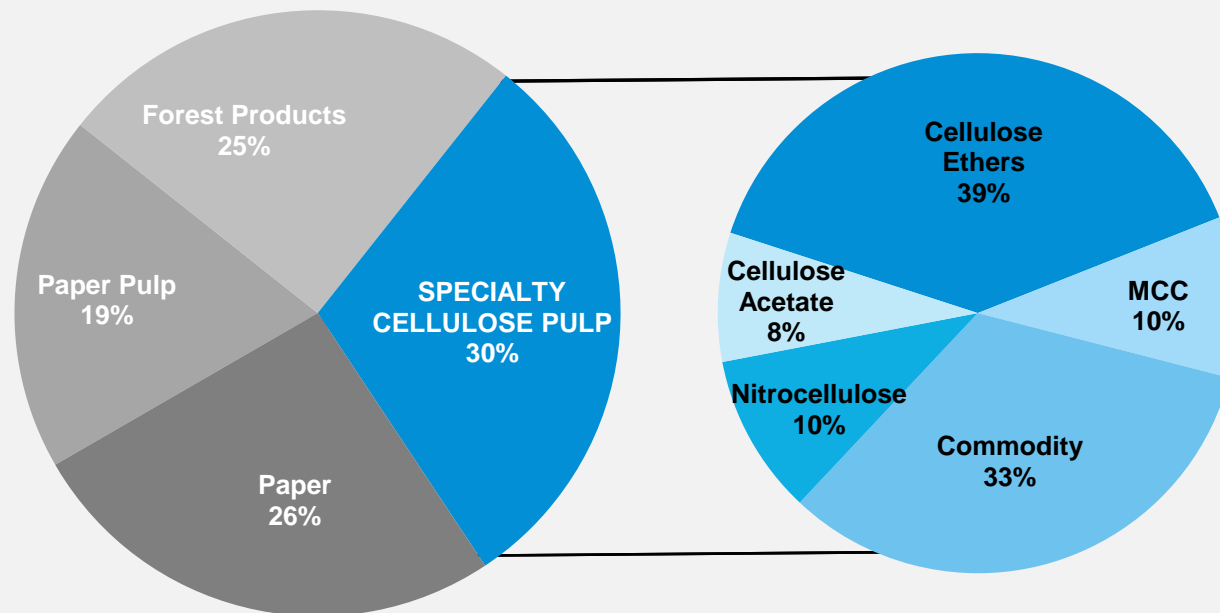 Forest Products
25%
Paper Pulp
19%
SPECIALTY
CELLULOSE PULP
30%
Paper
26%
Cellulose
Ethers
39%
Cellulose
Acetate
8%
MCC
10%
Nitrocellulose
10%
Commodity
33%